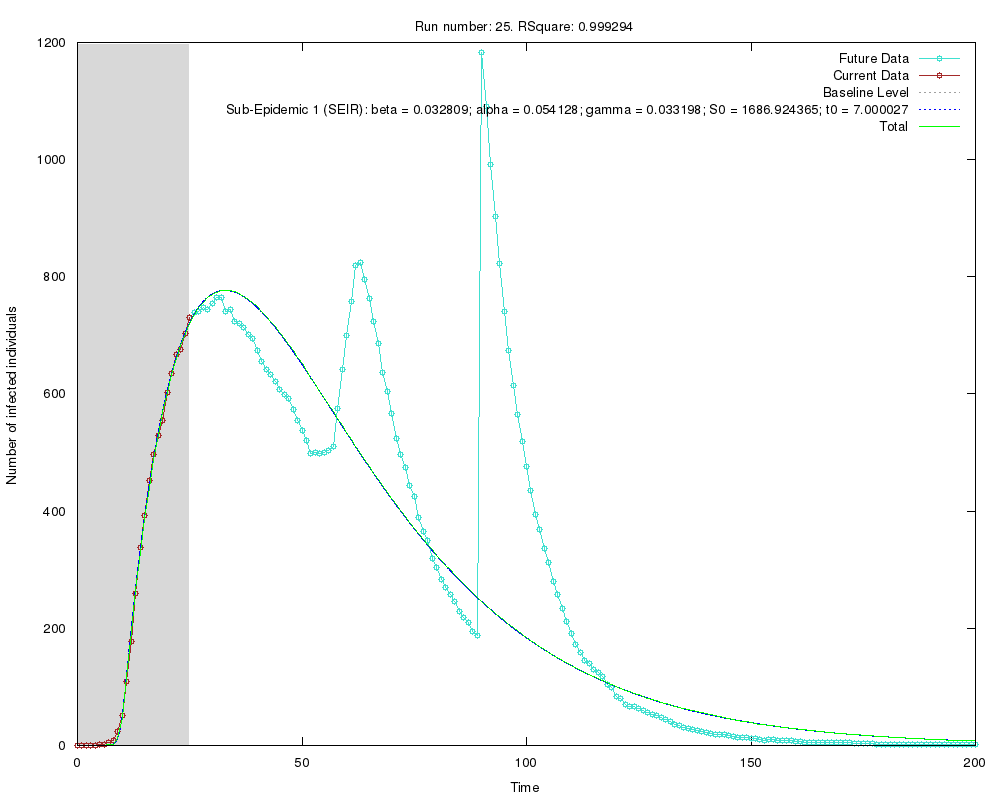 Run number: 25. RSquare: 0.999294
1200
1000
800
600
400
200
0
Number of infected individuals
Future Data
Current Data
Baseline Level
Sub-Epidemic 1 (SEIR): beta = 0.032809; alpha = 0.054128; gamma = 0.033198; S0 = 1686.924365; t0 = 7.000027
Total
0
50
100
150
200
Time